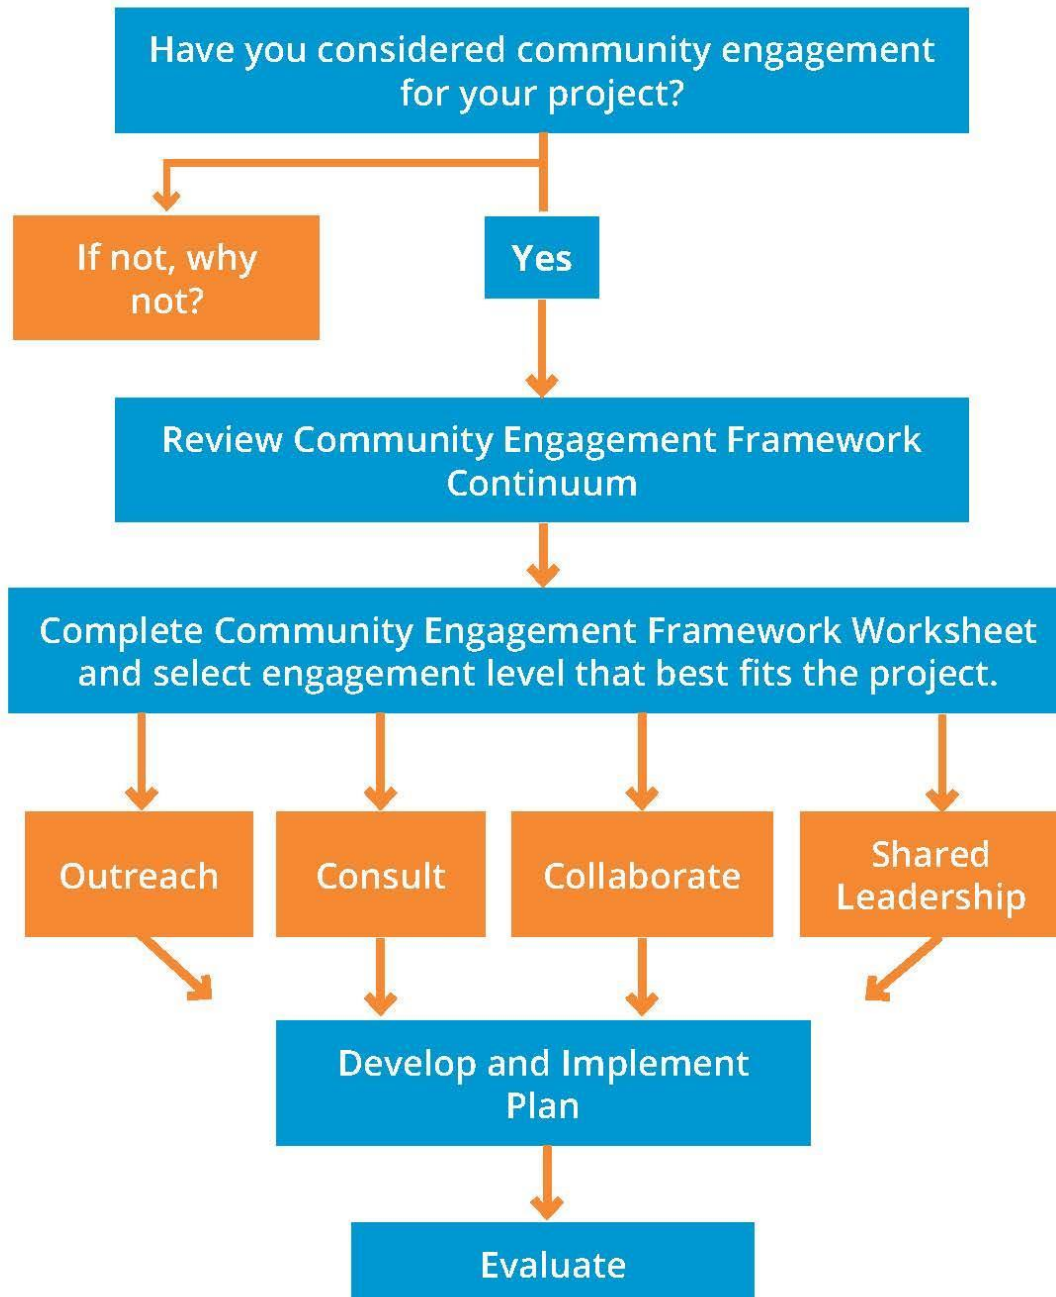 Have you considered community engagement
for your project?
If not, why
not?
Yes
Review Community Engagement Framework
Continuum
Complete Community Engagement Framework Worksheet
and select engagement level that best fits the project.
Outreach
Consult
Collaborate
Shared
Leadership
Develop and Implement
Plan
Evaluate